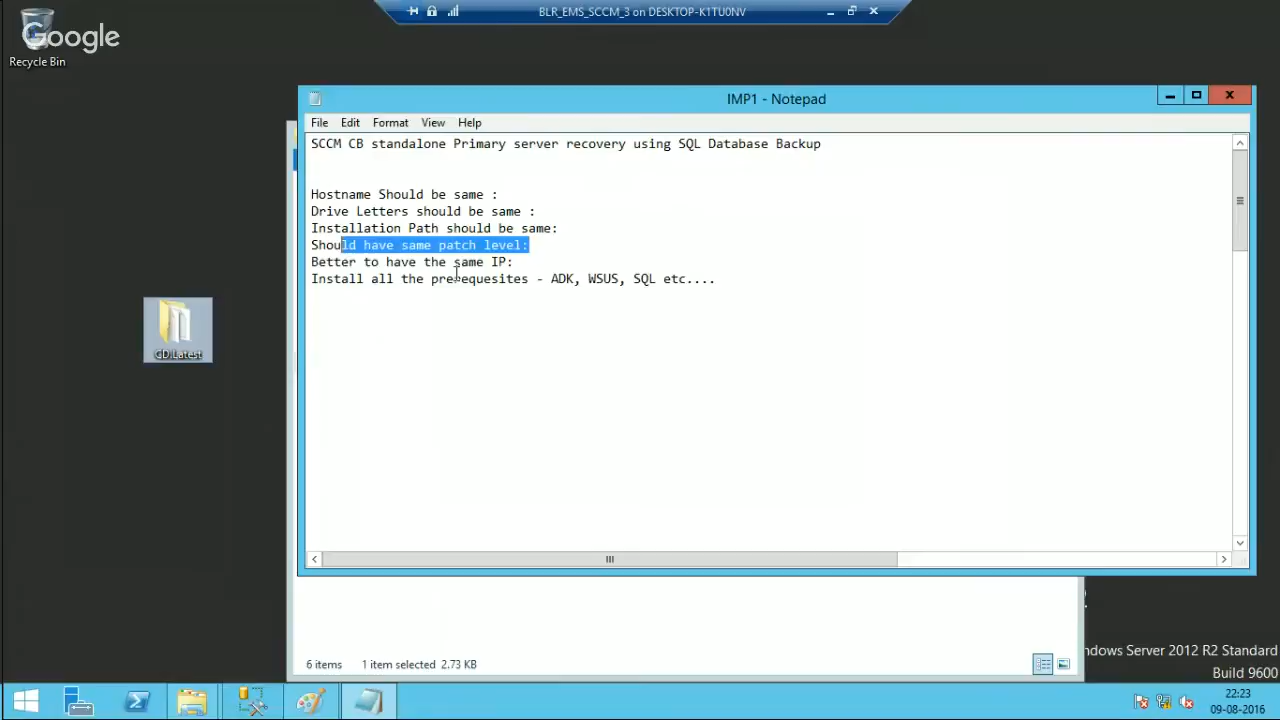 BLR_EMS_SCCM_3 on DESKTOP-K1TU0NV
Google
Recycle Bin
IMP1 - Notepad
File Edit Format View Help
SCCM CB standalone Primary server recovery using SQL Database Backup
Hostname Should be same :
Drive Letters should be same :
Installation Path should be same:
Should have same patch level:
Better to have the same IP:
Install all the prerequesites - ADK, WSUS, SQL etc....
CD.Latest
ndows Server 2012 R2 Standard
Build 9600
6 items 1 item selected 2.73 KB
22:23
09-08-2016